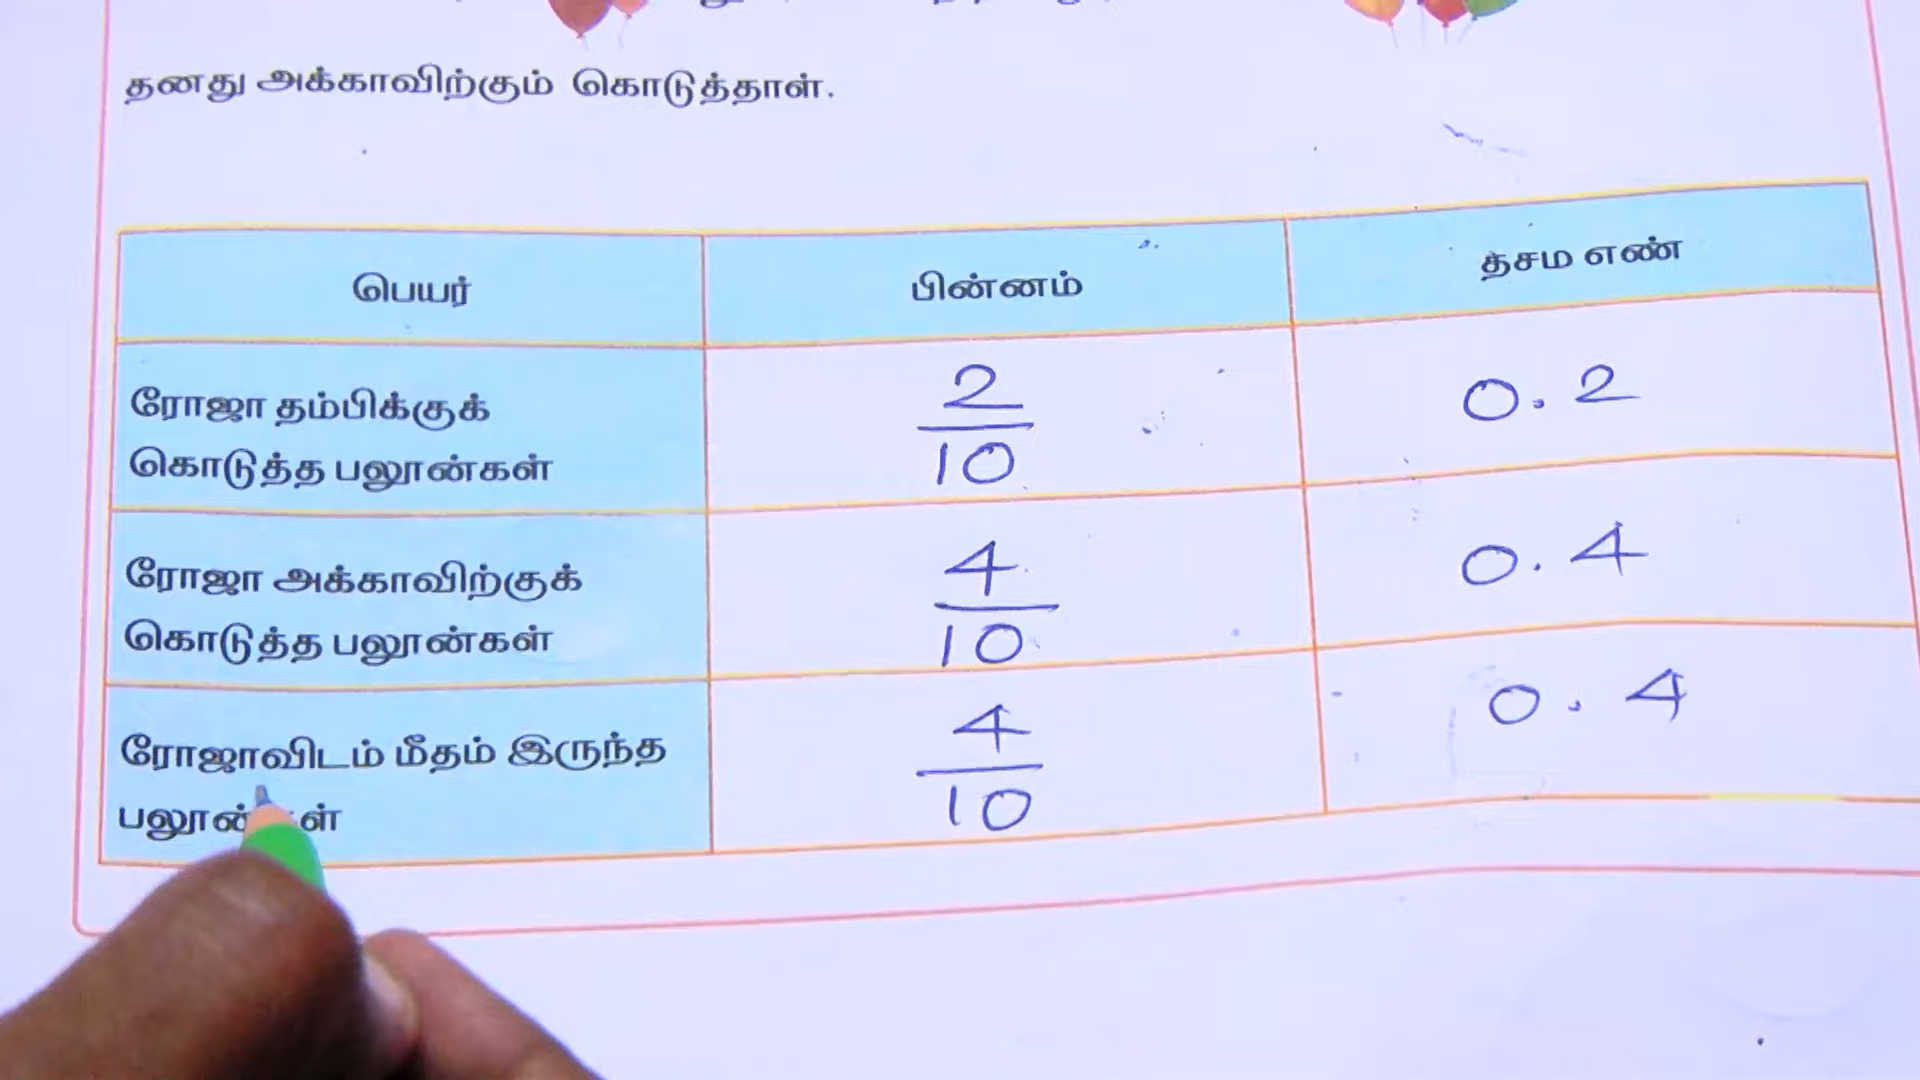 தனது அக்காவிற்கும் கொடுத்தாள்.
பெயர் பின்னம் தசம எண்
ரோஜா தம்பிக்குக்
கொடுத்த பலூன்கள்
2
10
0.2
ரோஜா அக்காவிற்குக்
கொடுத்த பலூன்கள்
4
10
0.4
ரோஜாவிடம் மீதம் இருந்த
4
10
0.4